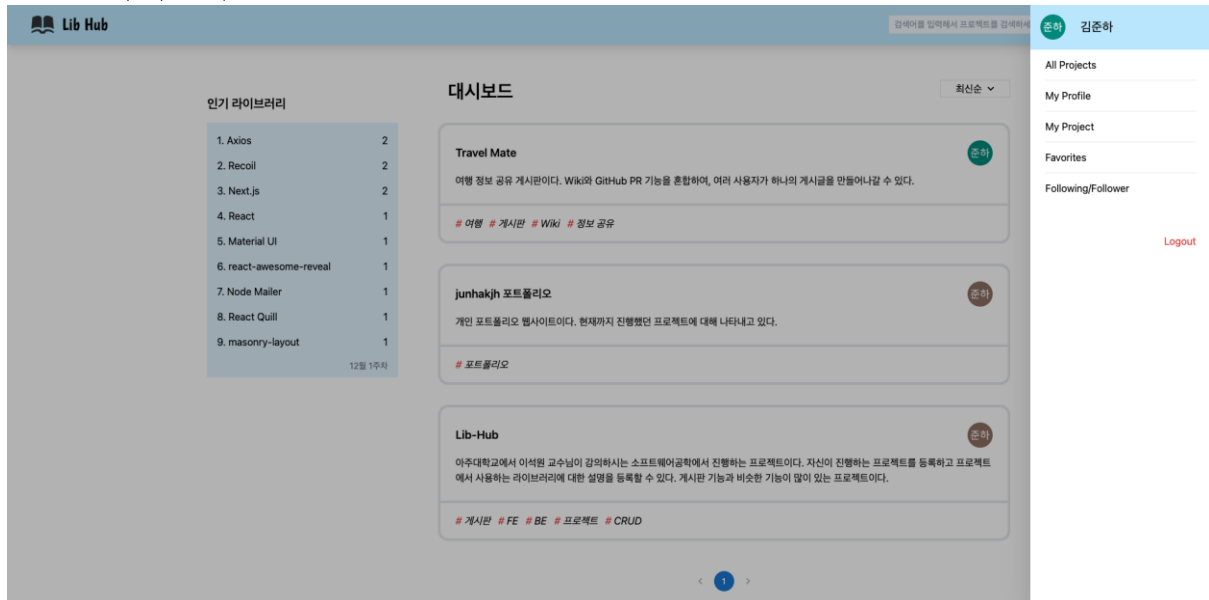 Lib Hub
검색어를 입력해서 프로젝트를 검색하세
준하 김준하
All Projects
My Profile
My Project
Favorites
Following/Follower
Logout
인기 라이브러리
1. Axios 2
2. Recoil 2
3. Next.js 2
4. React 1
5. Material UI 1
6. react-awesome-reveal 1
7. Node Mailer 1
8. React Quill 1
9. masonry-layout 1
12월 1주차
대시보드
최신순
Travel Mate 준하
여행 정보 공유 게시판이다. Wiki와 GitHub PR 기능을 혼합하여, 여러 사용자가 하나의 게시글을 만들어나갈 수 있다.
# 여행 # 게시판 # Wiki # 정보 공유
junhakjh 포트폴리오 준하
개인 포트폴리오 웹사이트이다. 현재까지 진행했던 프로젝트에 대해 나타내고 있다.
# 포트폴리오
Lib-Hub 준하
아주대학교에서 이석원 교수님이 강의하시는 소프트웨어공학에서 진행하는 프로젝트이다. 자신이 진행하는 프로젝트를 등록하고 프로젝트
에서 사용하는 라이브러리에 대한 설명을 등록할 수 있다. 게시판 기능과 비슷한 기능이 많이 있는 프로젝트이다.
# 게시판 # FE # BE # 프로젝트 # CRUD
< 1 >